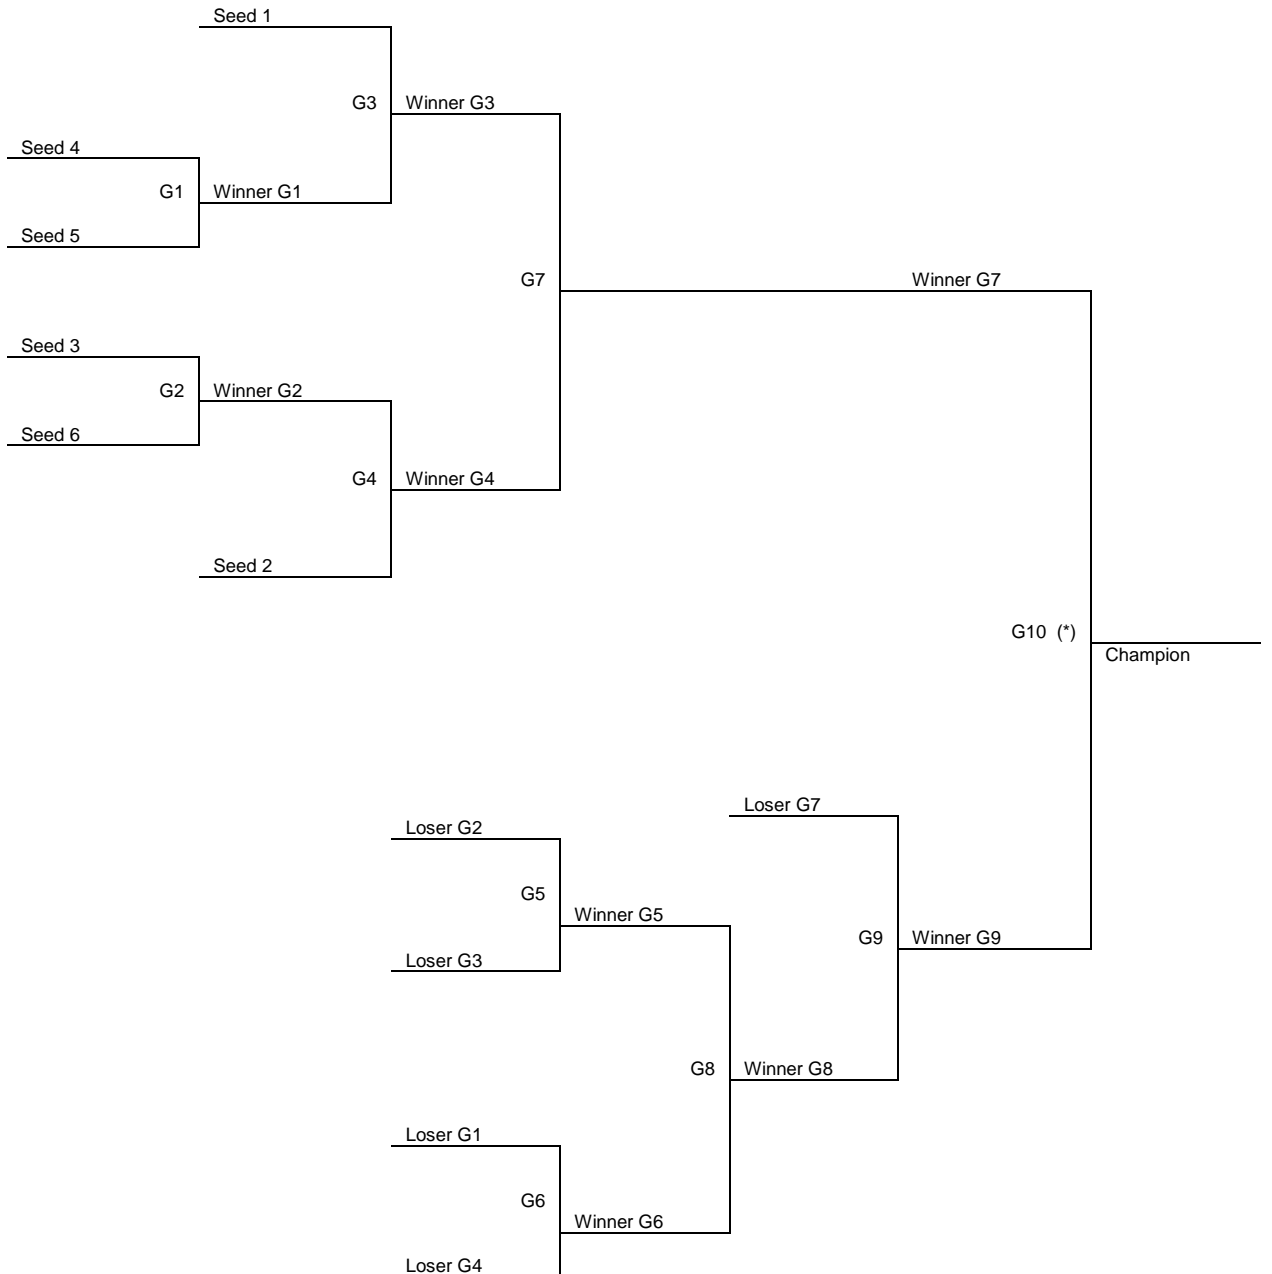 Seed 1
G3
Winner G3
Seed 4
G1
Winner G1
Seed 5
G7
Winner G7
Seed 3
G2
Winner G2
Seed 6
G4
Winner G4
Seed 2
G10 (*)
Champion
Loser G7
Loser G2
G5
Winner G5
G9
Winner G9
Loser G3
G8
Winner G8
Loser G1
G6
Winner G6
Loser G4